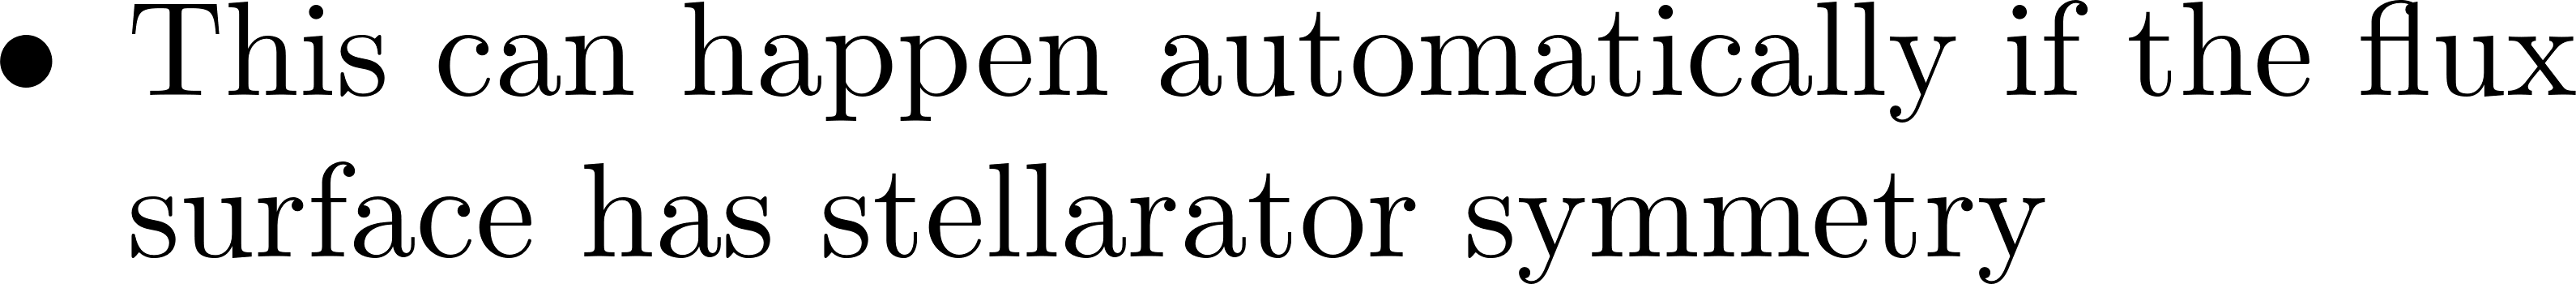 • This can happen automatically if the flux
surface has stellarator symmetry